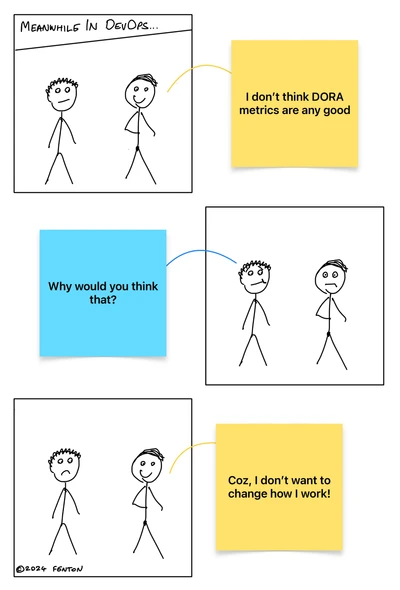 MEANWHILE IN DEVOPS...
I don't think DORA
metrics are any good
Why would you think
that?
Coz, I don't want to
change how I work!
©2024 FENTON